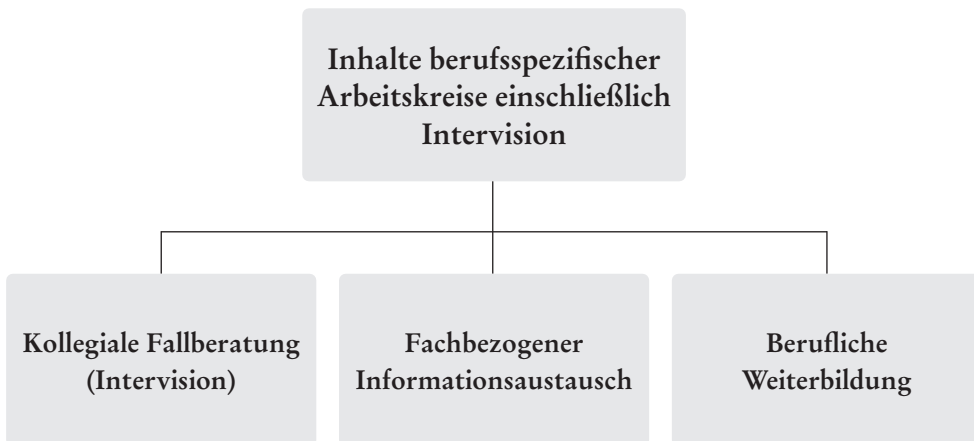 Inhalte berufsspezifischer
Arbeitskreise einschließlich
Intervision
Kollegiale Fallberatung
(Intervision)
Fachbezogener
Informationsaustausch
Berufliche
Weiterbildung